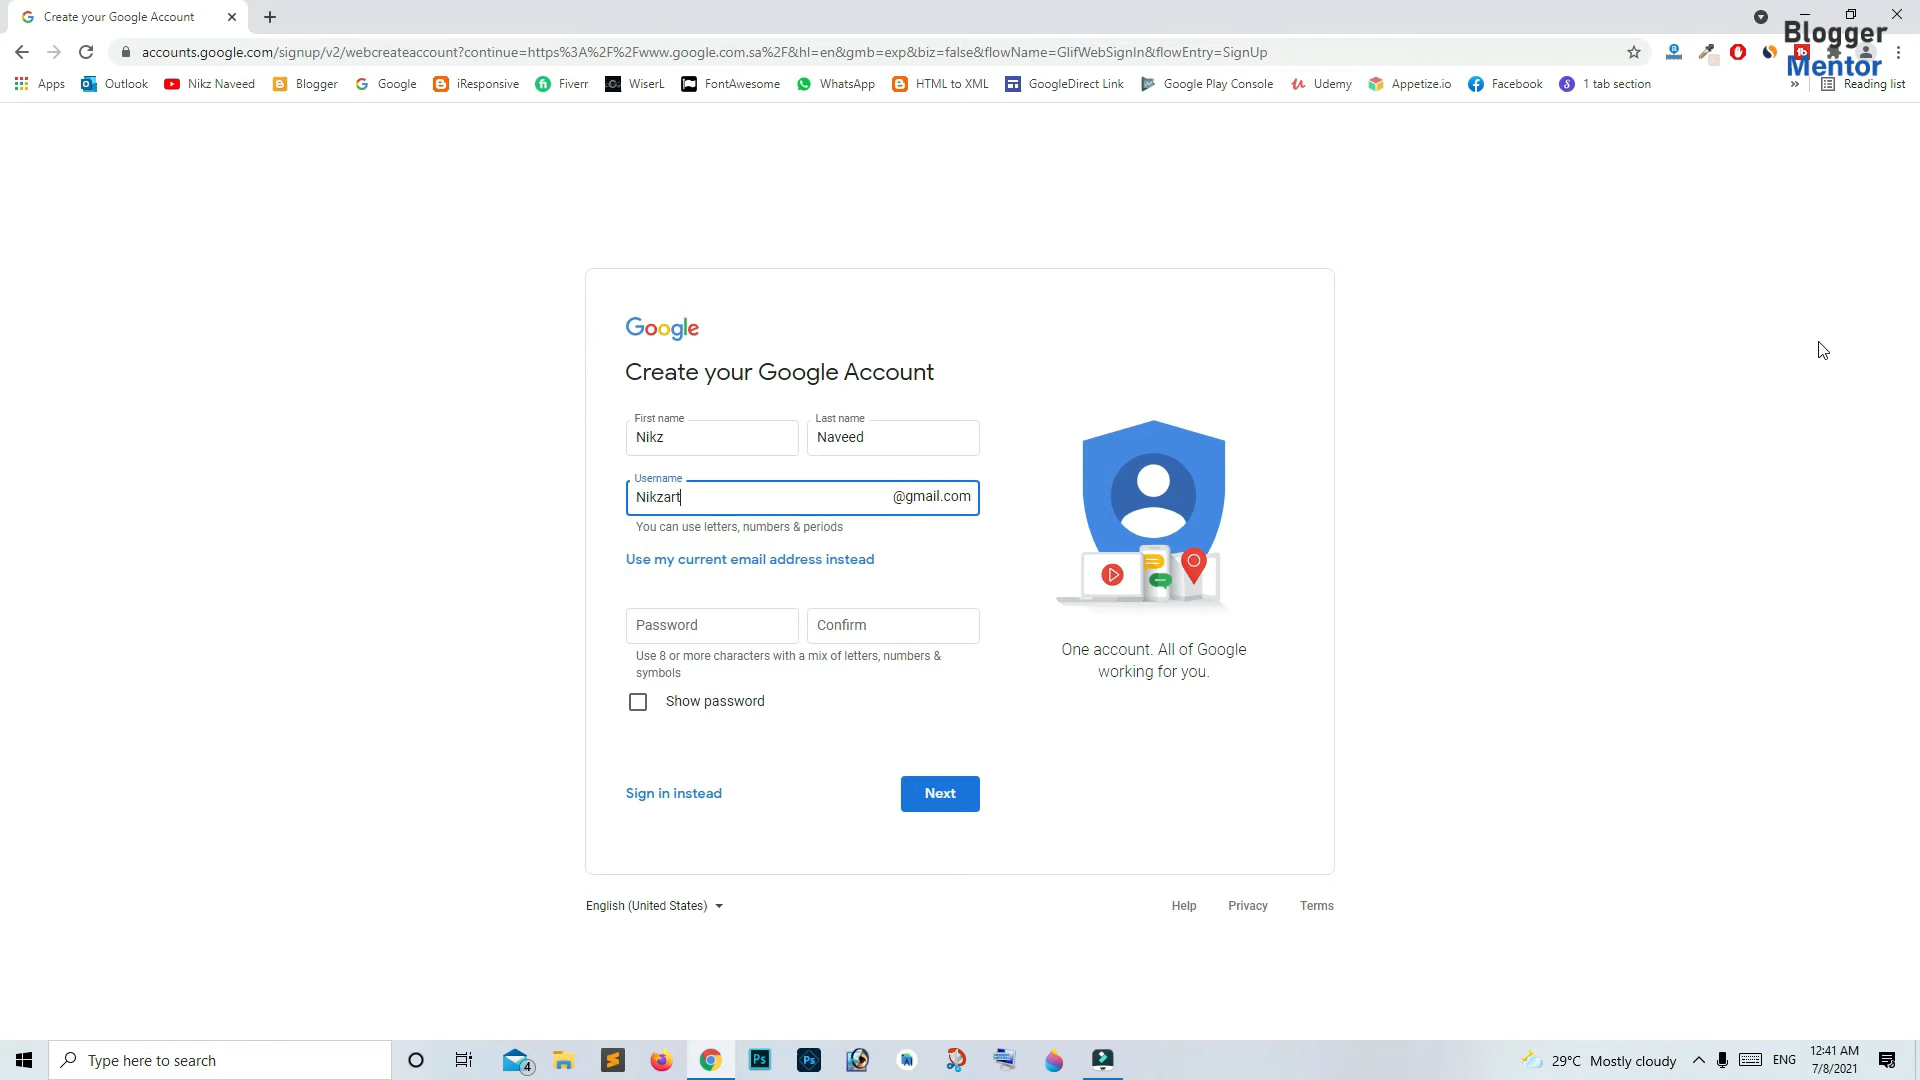 Create your Google Account
Blogger
Mentor
accounts.google.com/signup/v2/webcreateaccount?continue=https%3A%2F%2Fwww.google.com.sa%2F&hl=en&gmb=exp&biz=false&flowName=GlifWebSignIn&flowEntry=SignUp
Apps Outlook Nikz Naveed Blogger Google iResponsive Fiverr WiserL FontAwesome WhatsApp HTML to XML GoogleDirect Link Google Play Console Udemy Appetize.io Facebook 1 tab section » Reading list
Google
Create your Google Account
First name Last name
Nikz Naveed
Username
Nikzart @gmail.com
You can use letters, numbers & periods
Use my current email address instead
Password Confirm
Use 8 or more characters with a mix of letters, numbers &
symbols
Show password
One account. All of Google
working for you.
Sign in instead Next
English (United States) Help Privacy Terms
Type here to search 4 Ps Ps 29°C Mostly cloudy ENG 12:41 AM
7/8/2021